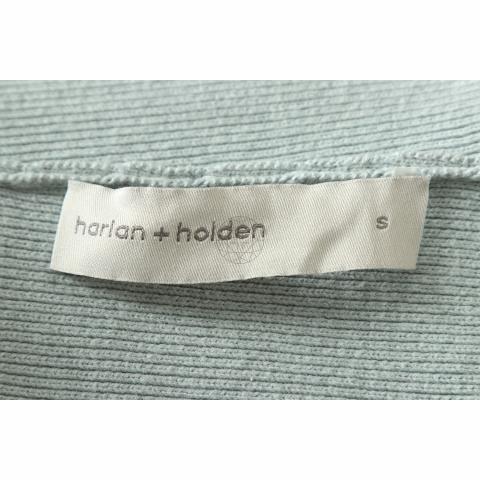 harlan + holden S